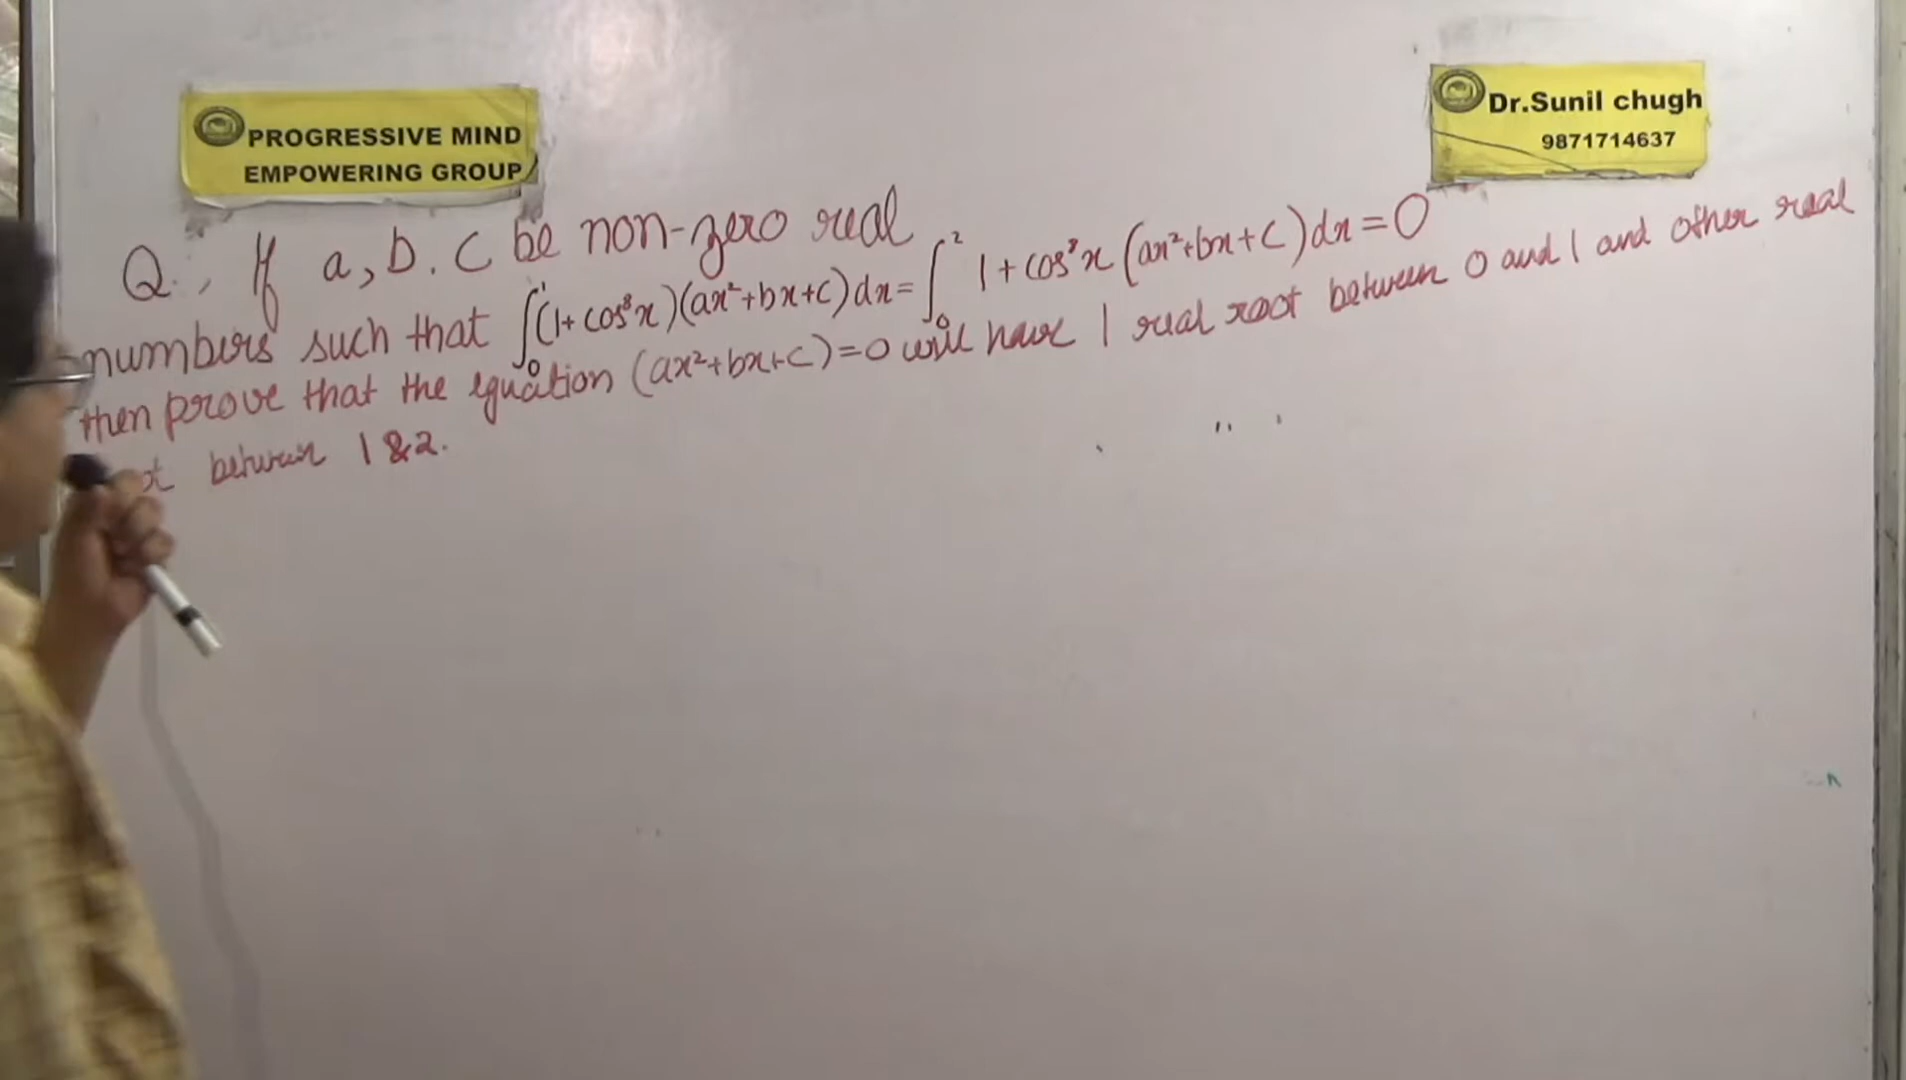 PROGRESSIVE MIND
EMPOWERING GROUP
Dr.Sunil chugh
9871714637
Q., If a, b. c be non-zero real
numbers such that ∫₀¹(1+cos⁸x)(ax²+bx+c)dx=∫₀² 1+cos⁸x(ax²+bx+c)dx=0
then prove that the equation (ax²+bx+c)=0 will have 1 real root between 0 and 1 and other real
between 1 & 2.